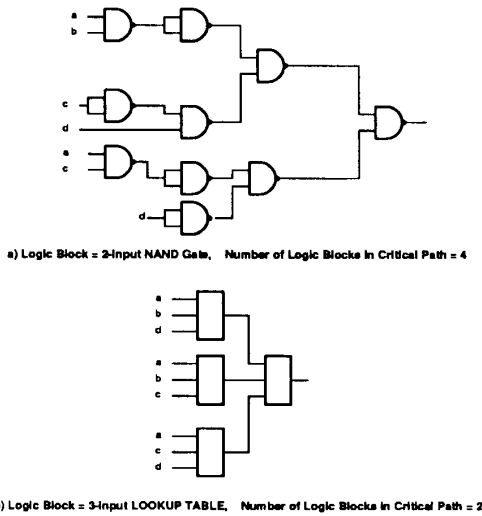 a
b
c
d
a
c
d
a) Logic Block = 2-Input NAND Gate, Number of Logic Blocks in Critical Path = 4
a
b
d
a
b
c
a
c
d
) Logic Block = 3-Input LOOKUP TABLE, Number of Logic Blocks in Critical Path = 2